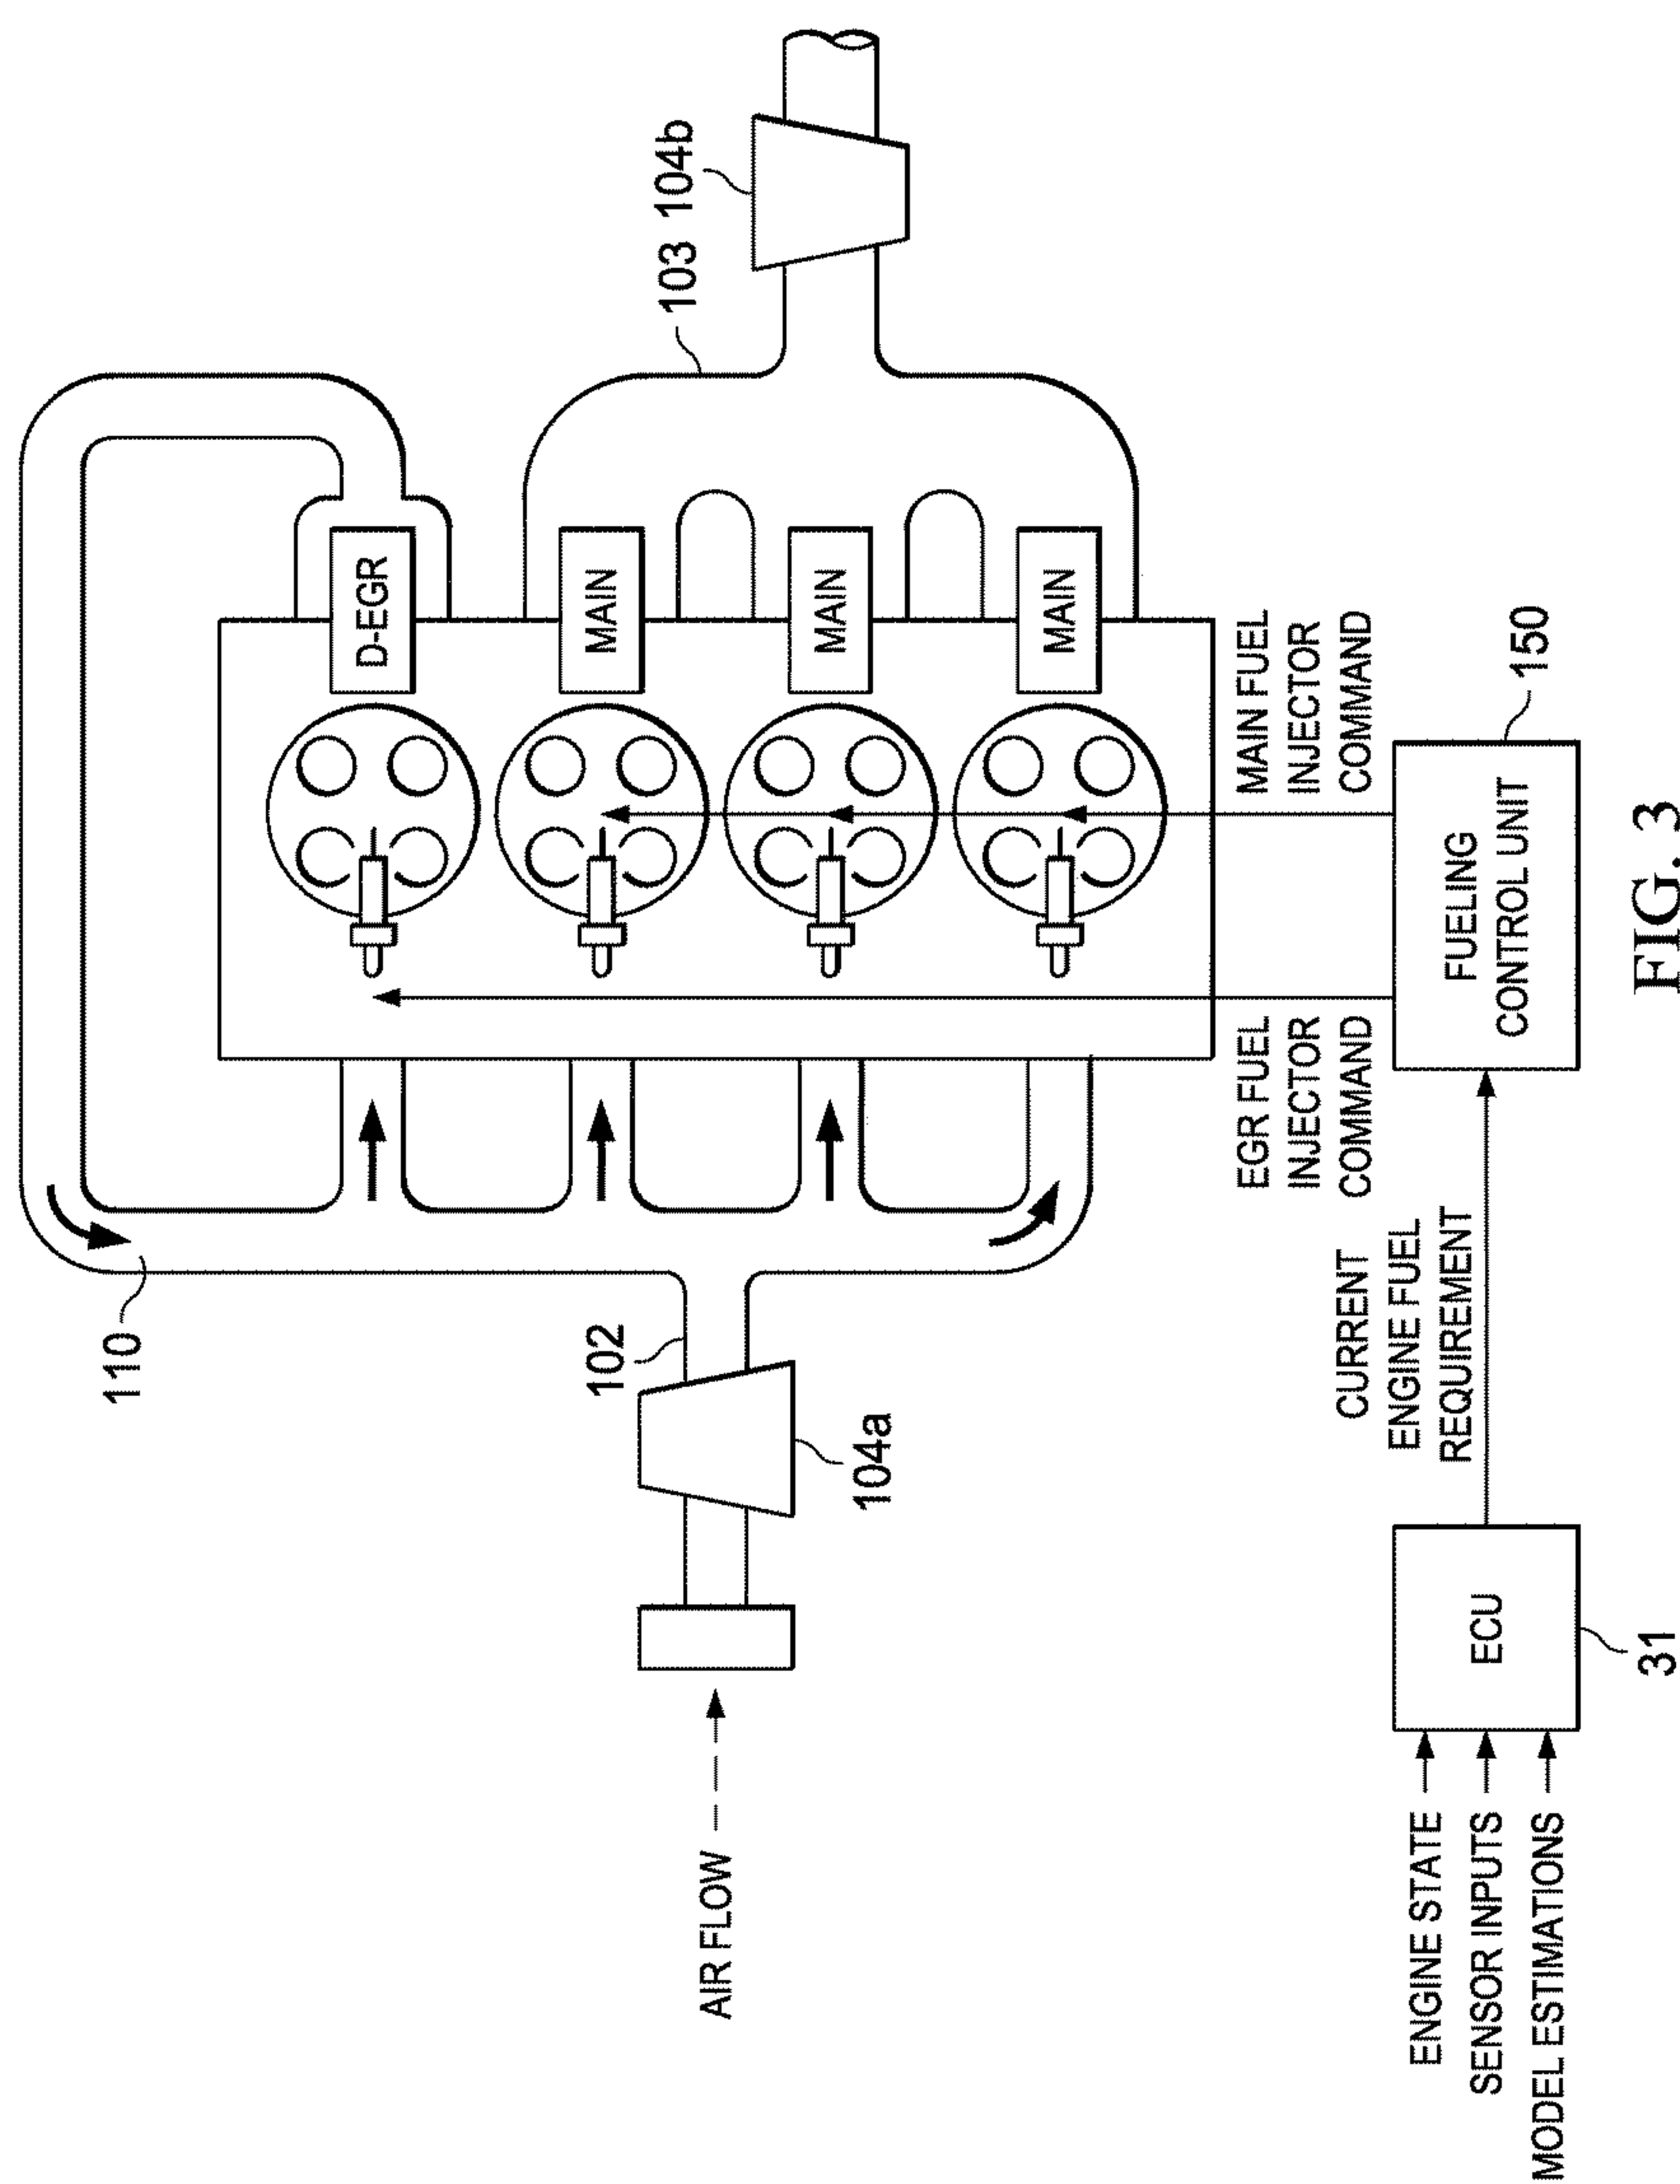 110
102
104a
AIR FLOW
103
104b
D-EGR
MAIN
MAIN
MAIN
EGR FUEL
INJECTOR
COMMAND
MAIN FUEL
INJECTOR
COMMAND
ENGINE STATE
SENSOR INPUTS
MODEL ESTIMATIONS
ECU
31
CURRENT
ENGINE FUEL
REQUIREMENT
FUELING
CONTROL UNIT
150
FIG. 3